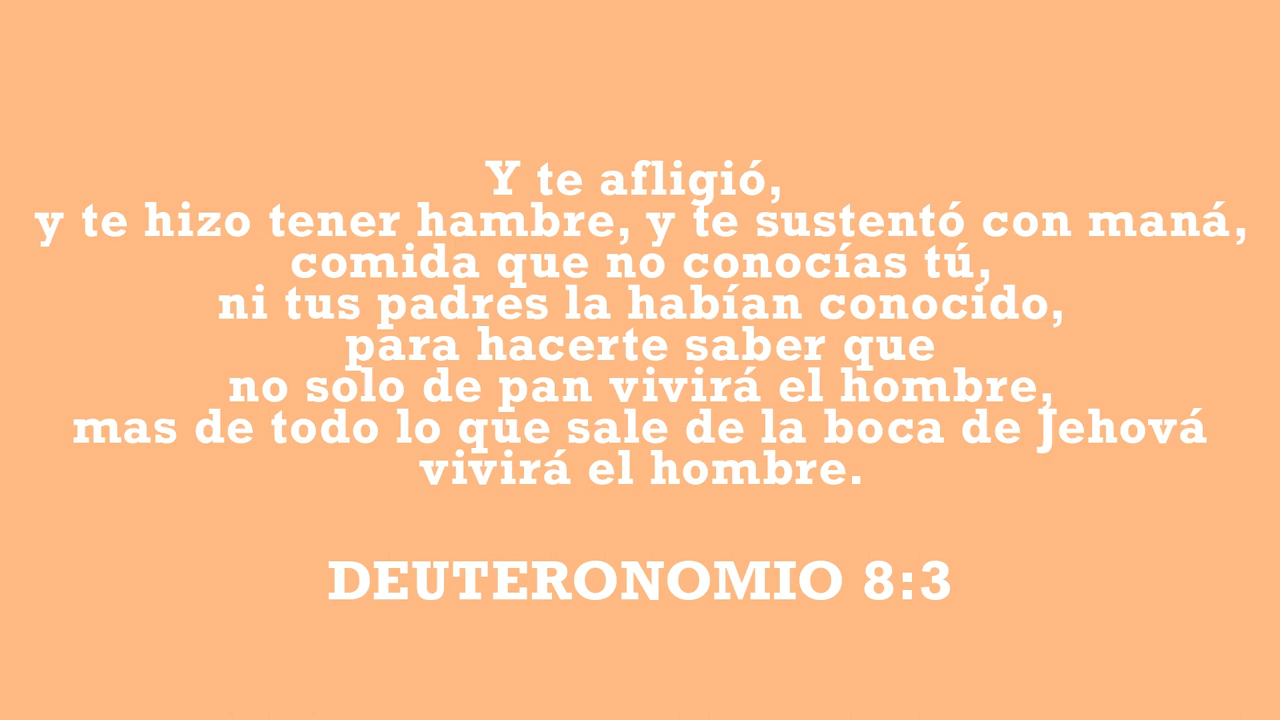 Y te afligió,
y te hizo tener hambre, y te sustentó con maná,
comida que no conocías tú,
ni tus padres la habían conocido,
para hacerte saber que
no solo de pan vivirá el hombre,
mas de todo lo que sale de la boca de Jehová
vivirá el hombre.
DEUTERONOMIO 8:3